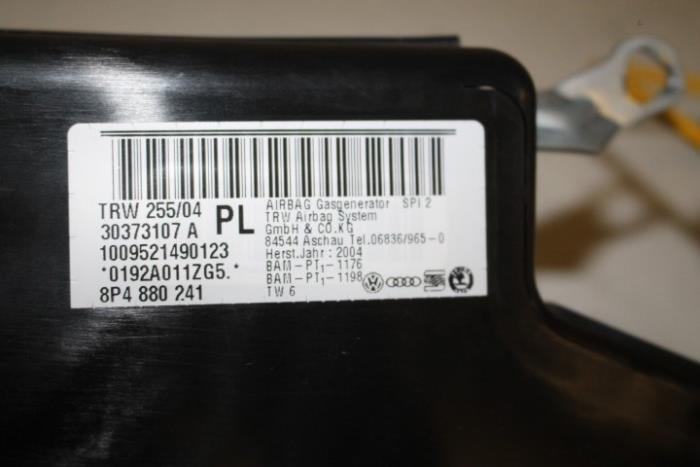 TRW 255/04
30373107 A
PL
1009521490123
*0192A011ZG5.*
8P4 880 241
AIRBAG Gasgenerator SPI 2
TRW Airbag System
GmbH & CO.KG
84544 Aschau Tel.06836/965-0
Herst.Jahr: 2004
BAM-PT1-1176
BAM-PT1-1198
TW 6